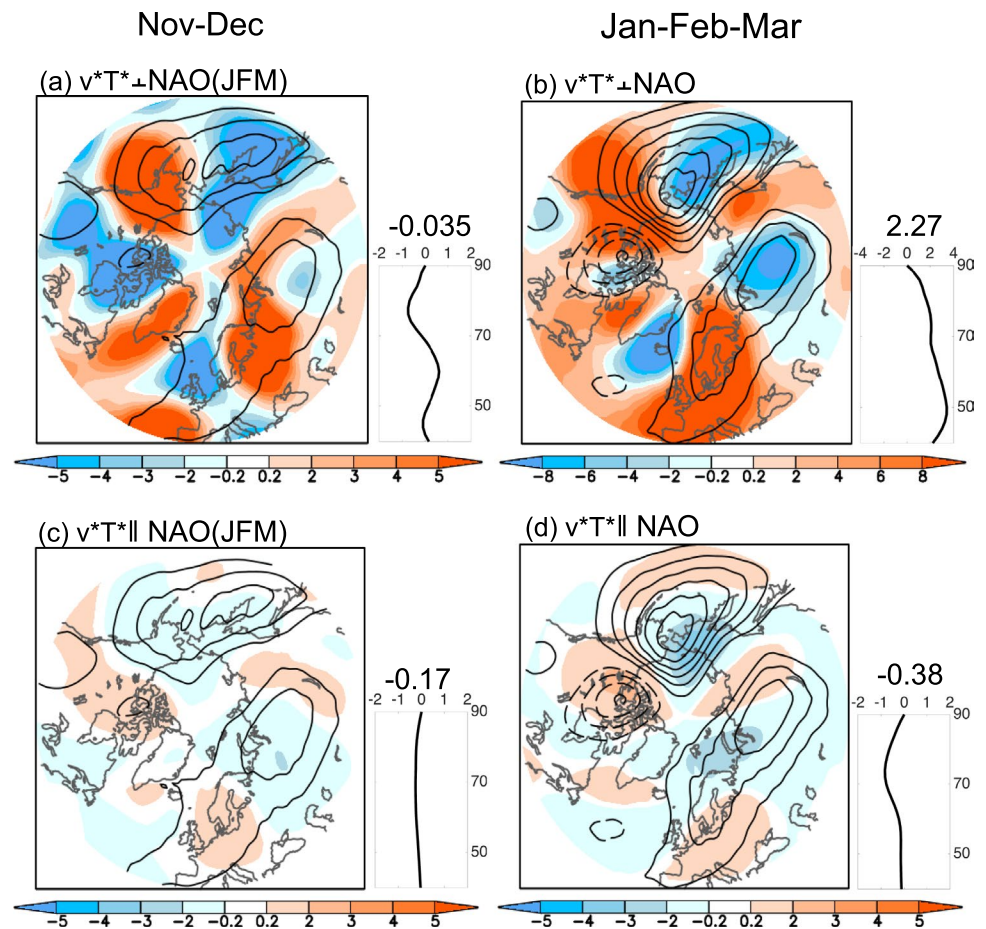 Nov-Dec
Jan-Feb-Mar
(a) v*T*⊥NAO(JFM)
(b) v*T*⊥NAO
-0.035
-2 -1 0 1 2
90
70
50
2.27
-4 -2 0 2 4
90
70
50
-5 -4 -3 -2 -0.2 0.2 2 3 4 5
-8 -6 -4 -2 -0.2 0.2 2 4 6 8
(c) v*T*ǁ NAO(JFM)
(d) v*T*ǁ NAO
-0.17
-2 -1 0 1 2
90
70
50
-0.38
-2 -1 0 1 2
90
70
50
-5 -4 -3 -2 -0.2 0.2 2 3 4 5
-5 -4 -3 -2 -0.2 0.2 2 3 4 5